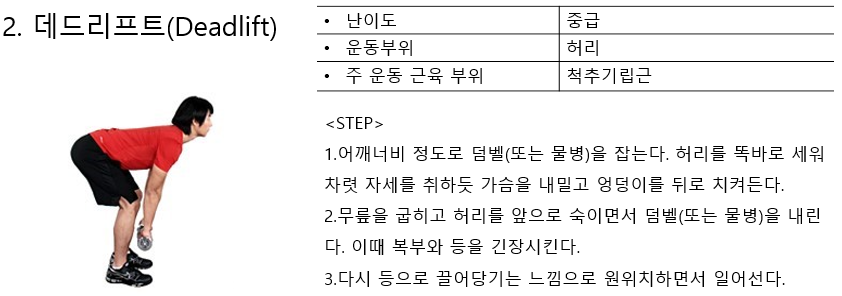 2. 데드리프트(Deadlift)
• 난이도 중급
• 운동부위 허리
• 주 운동 근육 부위 척추기립근
<STEP>
1.어깨너비 정도로 덤벨(또는 물병)을 잡는다. 허리를 똑바로 세워
차렷 자세를 취하듯 가슴을 내밀고 엉덩이를 뒤로 치켜든다.
2.무릎을 굽히고 허리를 앞으로 숙이면서 덤벨(또는 물병)을 내린
다. 이때 복부와 등을 긴장시킨다.
3.다시 등으로 끌어당기는 느낌으로 원위치하면서 일어선다.